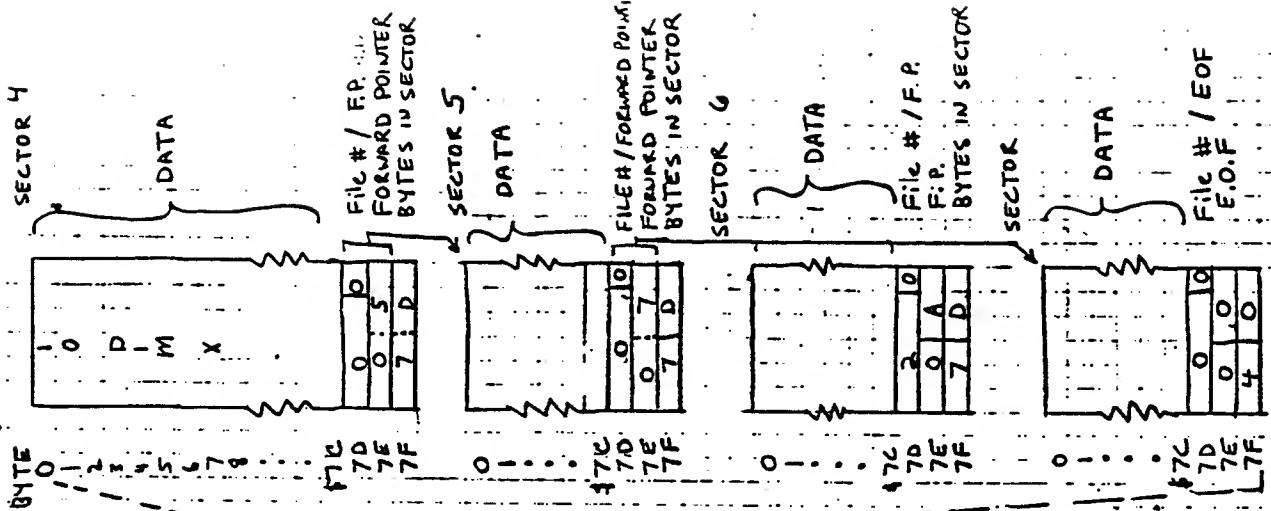 SECTOR 4
BYTE
0 1
1 0
2
3 D
4 I
5 M DATA
6
7 X
8
$7C
7D 0 0 File # / F.P.
7E 0 5 FORWARD POINTER
7F 7 D BYTES IN SECTOR
SECTOR 5
0
1 DATA
$7C
7D 0 0 FILE # / FORWARD
7E 0 7 FORWARD POINTER
7F 7 D BYTES IN SECTOR
SECTOR 6
0
1 DATA
$7C
7D 2 0 File # / F.P.
7E 0 A F.P.
7F 7 D BYTES IN SECTOR
SECTOR
0
1 DATA
$7C
7D 0 0 File # / EOF
7E 0 0 E.O.F
7F 4 0